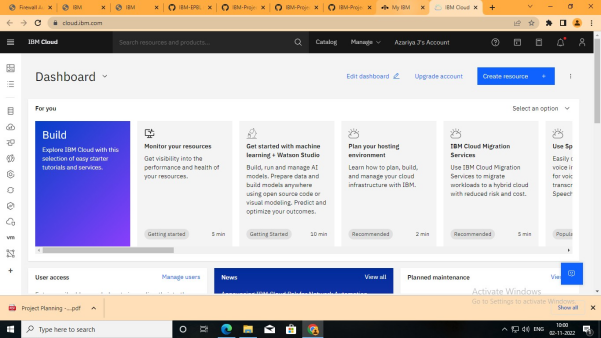 Firewall-A
IBM
IBM
IBM-EPBL
IBM-Proje
IBM-Proje
IBM-Proje
My IBM
IBM Cloud
cloud.ibm.com
IBM Cloud
Search resources and products...
Catalog
Manage
Azariya J's Account
Dashboard
Edit dashboard
Upgrade account
Create resource +
For you
Select an option
Build
Explore IBM Cloud with this
selection of easy starter
tutorials and services.
Monitor your resources
Get visibility into the
performance and health of
your resources.
Getting started
5 min
Get started with machine
learning + Watson Studio
Build, run and manage AI
models. Prepare data and
build models anywhere
using open source code or
visual modeling. Predict and
optimize your outcomes.
Getting Started
10 min
Plan your hosting
environment
Learn how to plan, build,
and manage your cloud
infrastructure with IBM.
Recommended
2 min
IBM Cloud Migration
Services
Use IBM Cloud Migration
Services to migrate
workloads to a hybrid cloud
with reduced risk and cost.
Recommended
5 min
Use Sp
Easily c
voice in
for voic
transcr
Speech
Popula
User access
Manage users
News
View all
Planned maintenance
Activate Windows
Go to Settings to activate Windows.
Project Planning -...pdf
Show all
Type here to search
ENG
10:00
02-11-2022